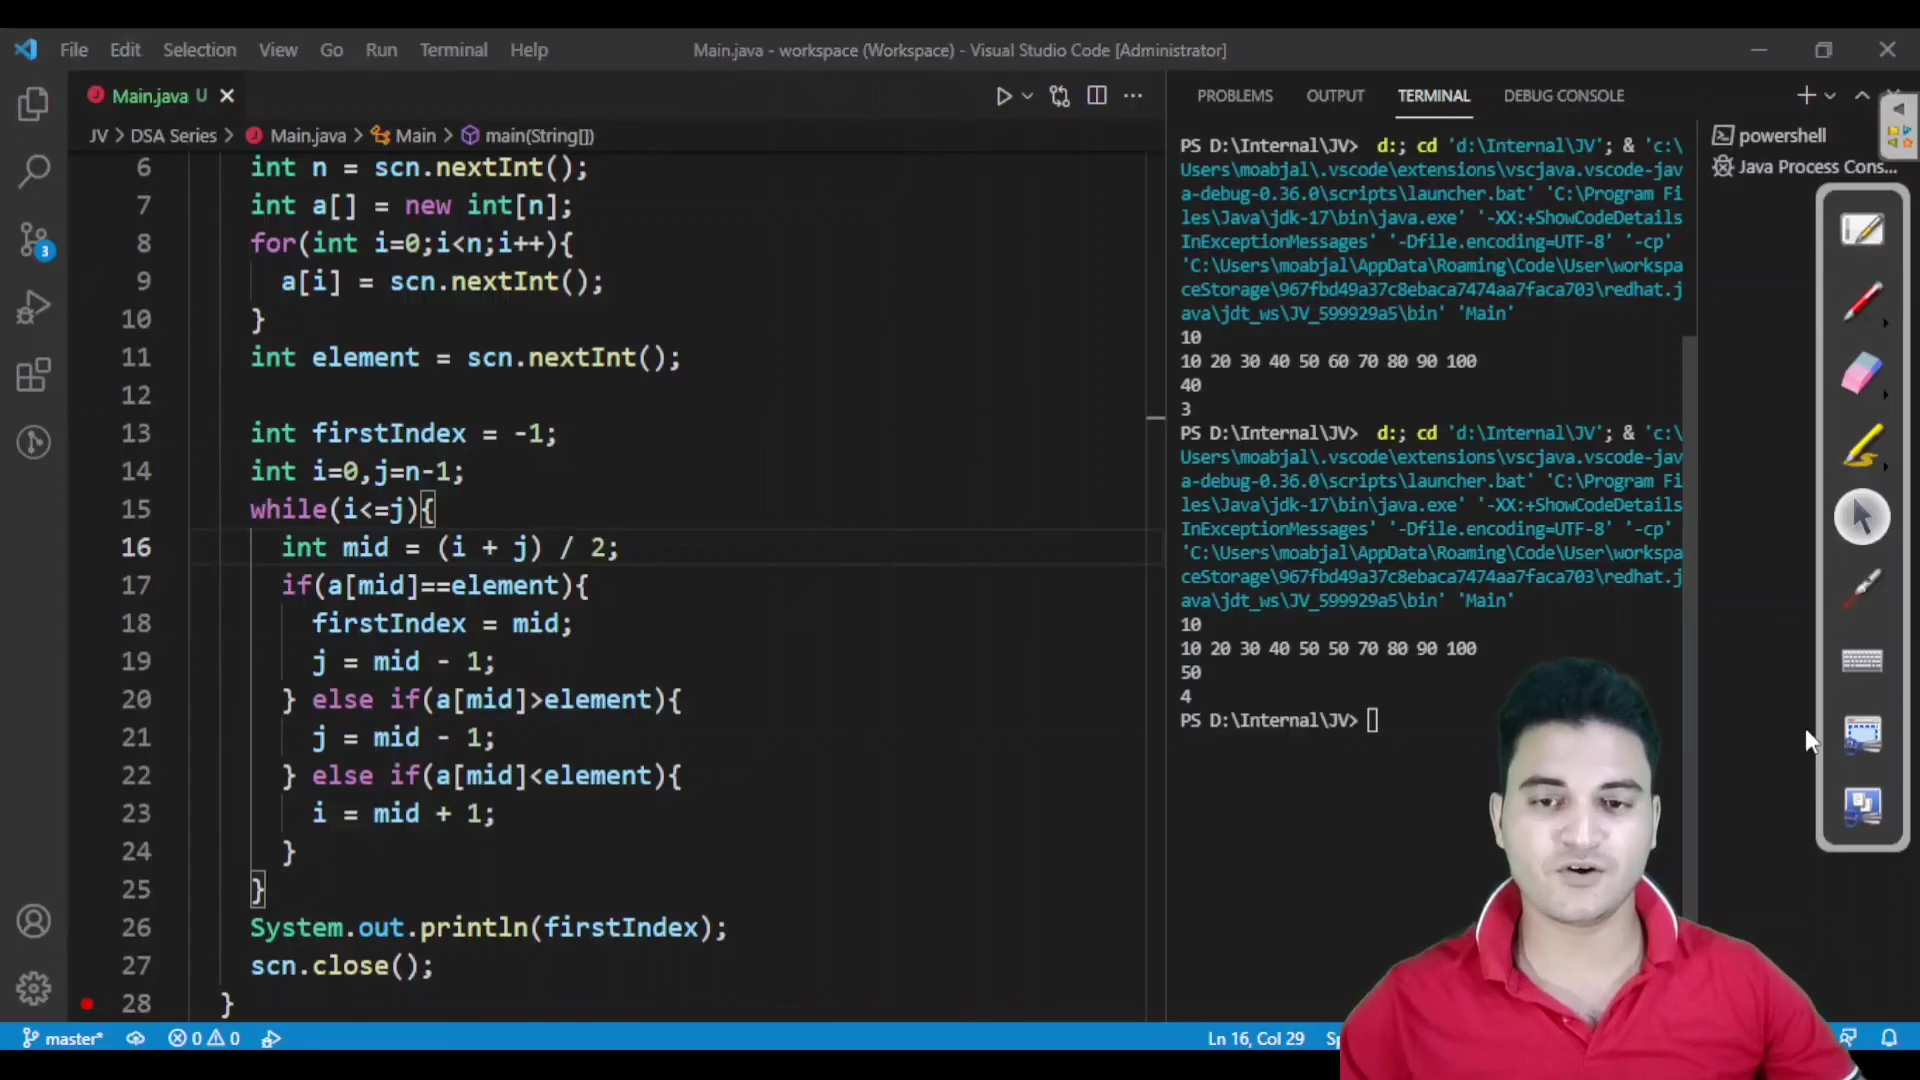 File Edit Selection View Go Run Terminal Help
Main.java - workspace (Workspace) - Visual Studio Code [Administrator]
Main.java U
JV > DSA Series > Main.java > Main > main(String[])
6 int n = scn.nextInt();
7 int a[] = new int[n];
8 for(int i=0;i<n;i++){
9 a[i] = scn.nextInt();
10 }
11 int element = scn.nextInt();
12
13 int firstIndex = -1;
14 int i=0,j=n-1;
15 while(i<=j){
16 int mid = (i + j) / 2;
17 if(a[mid]==element){
18 firstIndex = mid;
19 j = mid - 1;
20 } else if(a[mid]>element){
21 j = mid - 1;
22 } else if(a[mid]<element){
23 i = mid + 1;
24 }
25 }
26 System.out.println(firstIndex);
27 scn.close();
28 }
3
PROBLEMS OUTPUT TERMINAL DEBUG CONSOLE
powershell
Java Process Cons...
PS D:\Internal\JV> d:; cd 'd:\Internal\JV'; & 'c:\
Users\moabjal\.vscode\extensions\vscjava.vscode-jav
a-debug-0.36.0\scripts\launcher.bat' 'C:\Program Fi
les\Java\jdk-17\bin\java.exe' '-XX:+ShowCodeDetails
InExceptionMessages' '-Dfile.encoding=UTF-8' '-cp'
'C:\Users\moabjal\AppData\Roaming\Code\User\workspa
ceStorage\967fbd49a37c8ebaca7474aa7faca703\redhat.j
ava\jdt_ws\JV_599929a5\bin' 'Main'
10
10 20 30 40 50 60 70 80 90 100
40
3
PS D:\Internal\JV> d:; cd 'd:\Internal\JV'; & 'c:\
Users\moabjal\.vscode\extensions\vscjava.vscode-jav
a-debug-0.36.0\scripts\launcher.bat' 'C:\Program Fi
les\Java\jdk-17\bin\java.exe' '-XX:+ShowCodeDetails
InExceptionMessages' '-Dfile.encoding=UTF-8' '-cp'
'C:\Users\moabjal\AppData\Roaming\Code\User\workspa
ceStorage\967fbd49a37c8ebaca7474aa7faca703\redhat.j
ava\jdt_ws\JV_599929a5\bin' 'Main'
10
10 20 30 40 50 50 70 80 90 100
50
4
PS D:\Internal\JV>
master* 0 0 Ln 16, Col 29